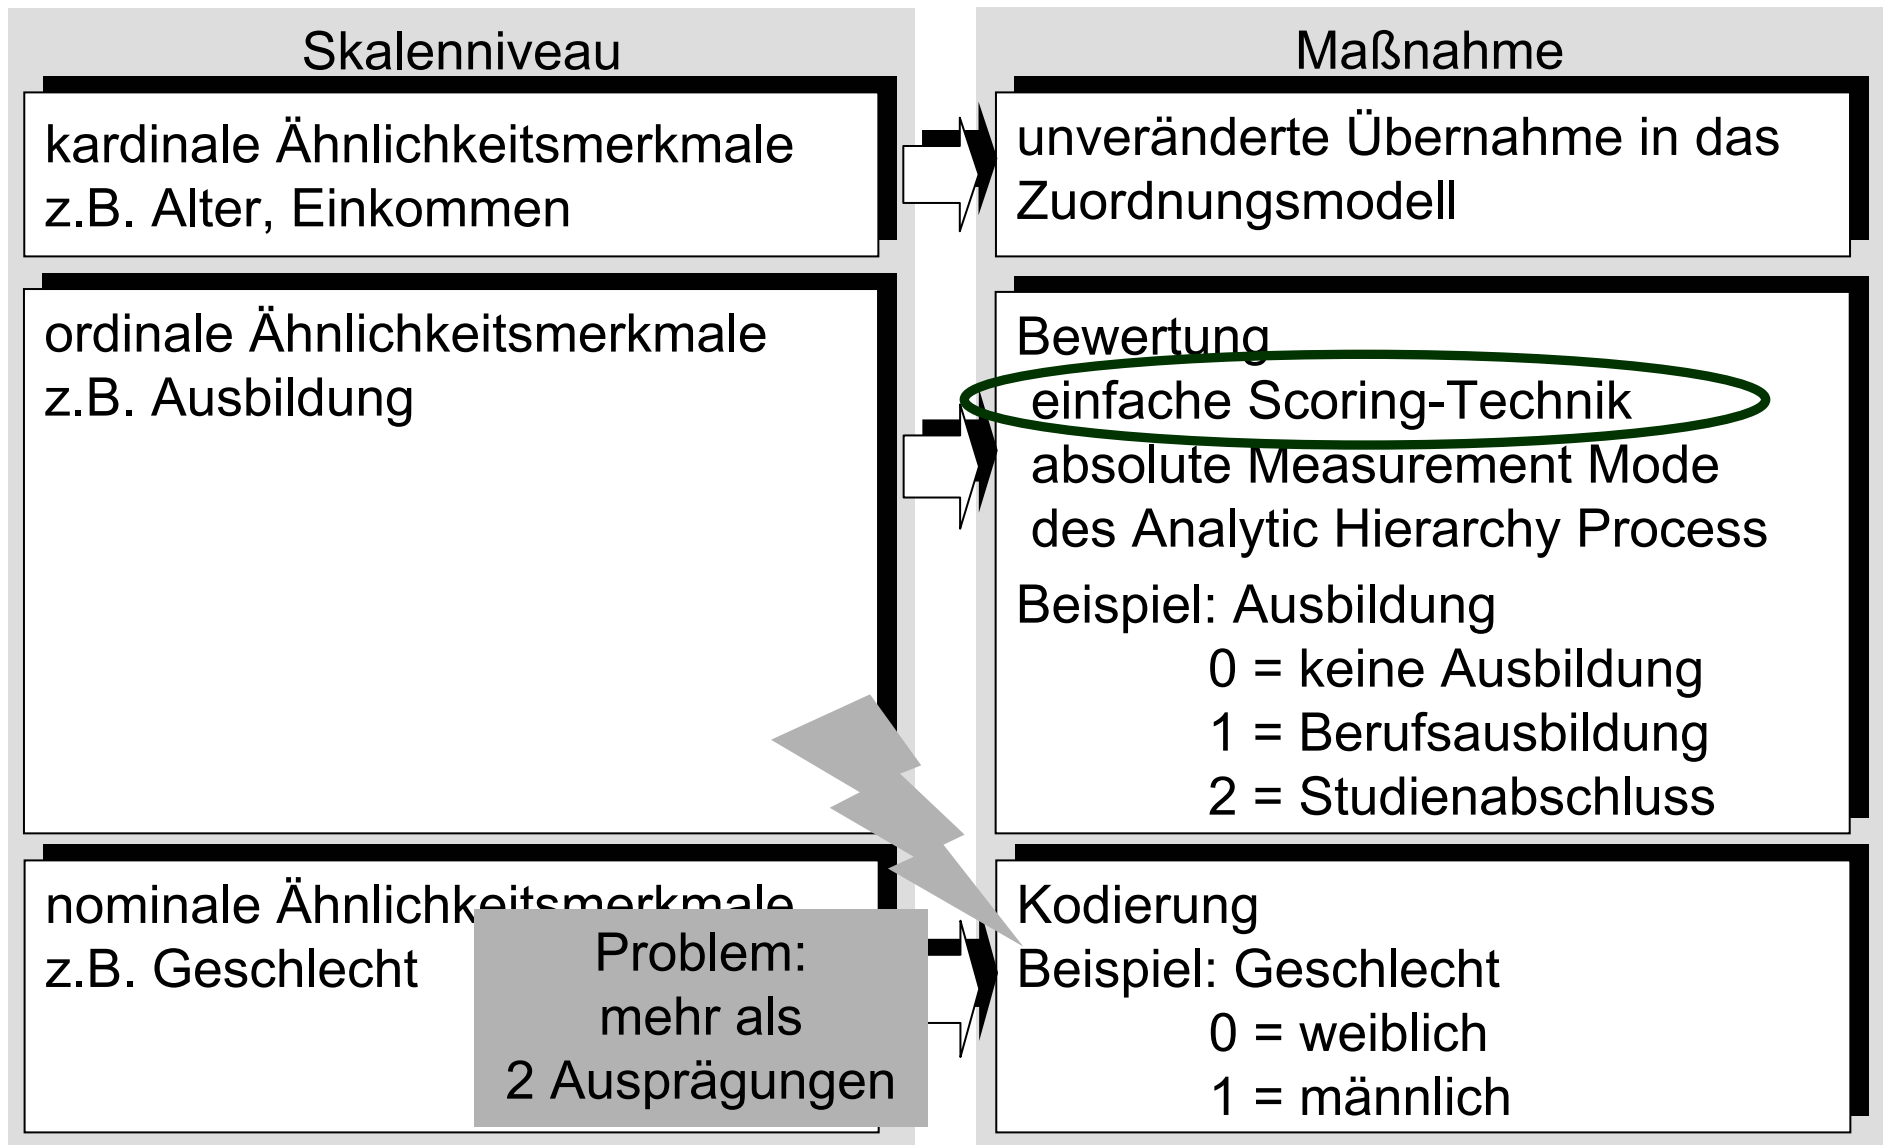 Skalenniveau
kardinale Ähnlichkeitsmerkmale
z.B. Alter, Einkommen
ordinale Ähnlichkeitsmerkmale
z.B. Ausbildung
nominale Ähnlichkeitsmerkmale
z.B. Geschlecht
Problem:
mehr als
2 Ausprägungen
Maßnahme
unveränderte Übernahme in das
Zuordnungsmodell
Bewertung
einfache Scoring-Technik
absolute Measurement Mode
des Analytic Hierarchy Process
Beispiel: Ausbildung
0 = keine Ausbildung
1 = Berufsausbildung
2 = Studienabschluss
Kodierung
Beispiel: Geschlecht
0 = weiblich
1 = männlich